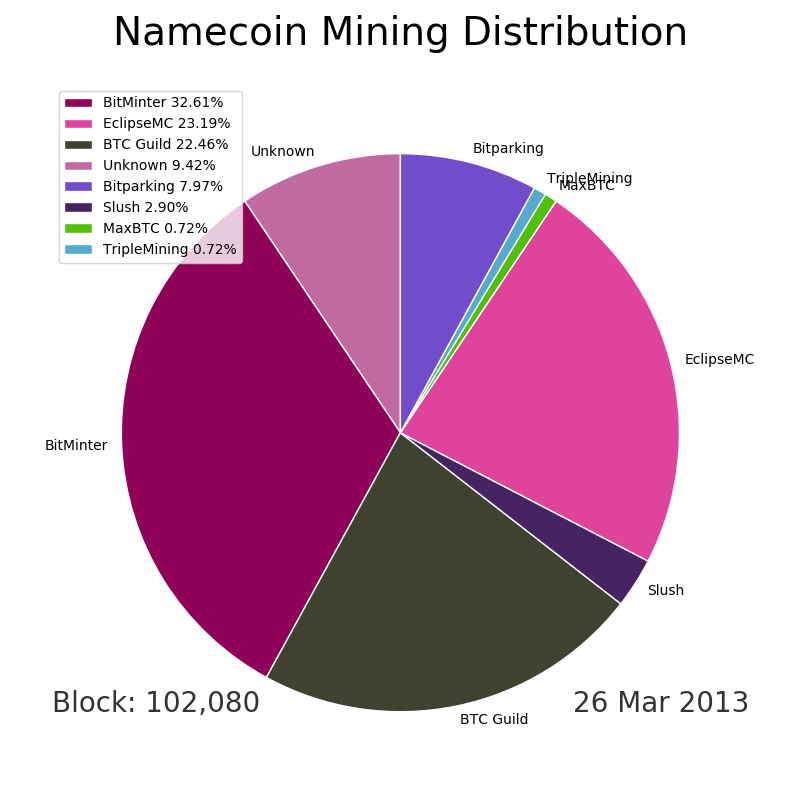 Namecoin Mining Distribution
BitMinter 32.61%
EclipseMC 23.19%
BTC Guild 22.46%
Unknown 9.42%
Bitparking 7.97%
Slush 2.90%
MaxBTC 0.72%
TripleMining 0.72%
Unknown
Bitparking
TripleMining
MaxBTC
EclipseMC
BitMinter
Slush
BTC Guild
Block: 102,080
26 Mar 2013